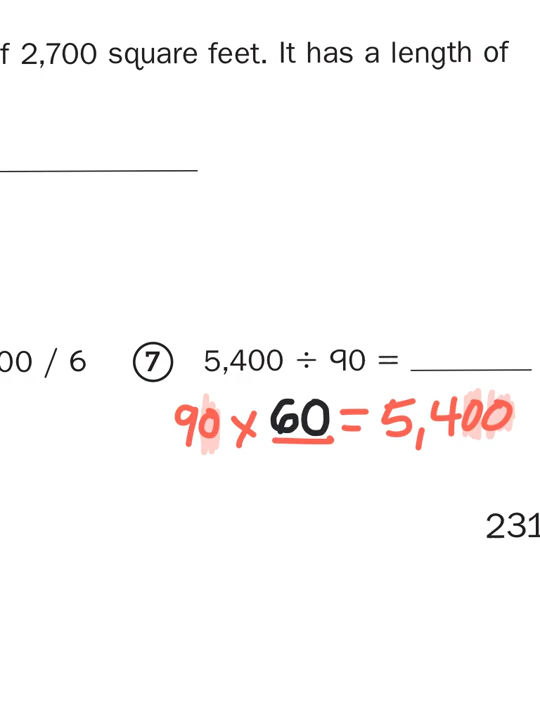 f 2,700 square feet. It has a length of
00 / 6 7 5,400 ÷ 90 =
90 x 60 = 5,400
231